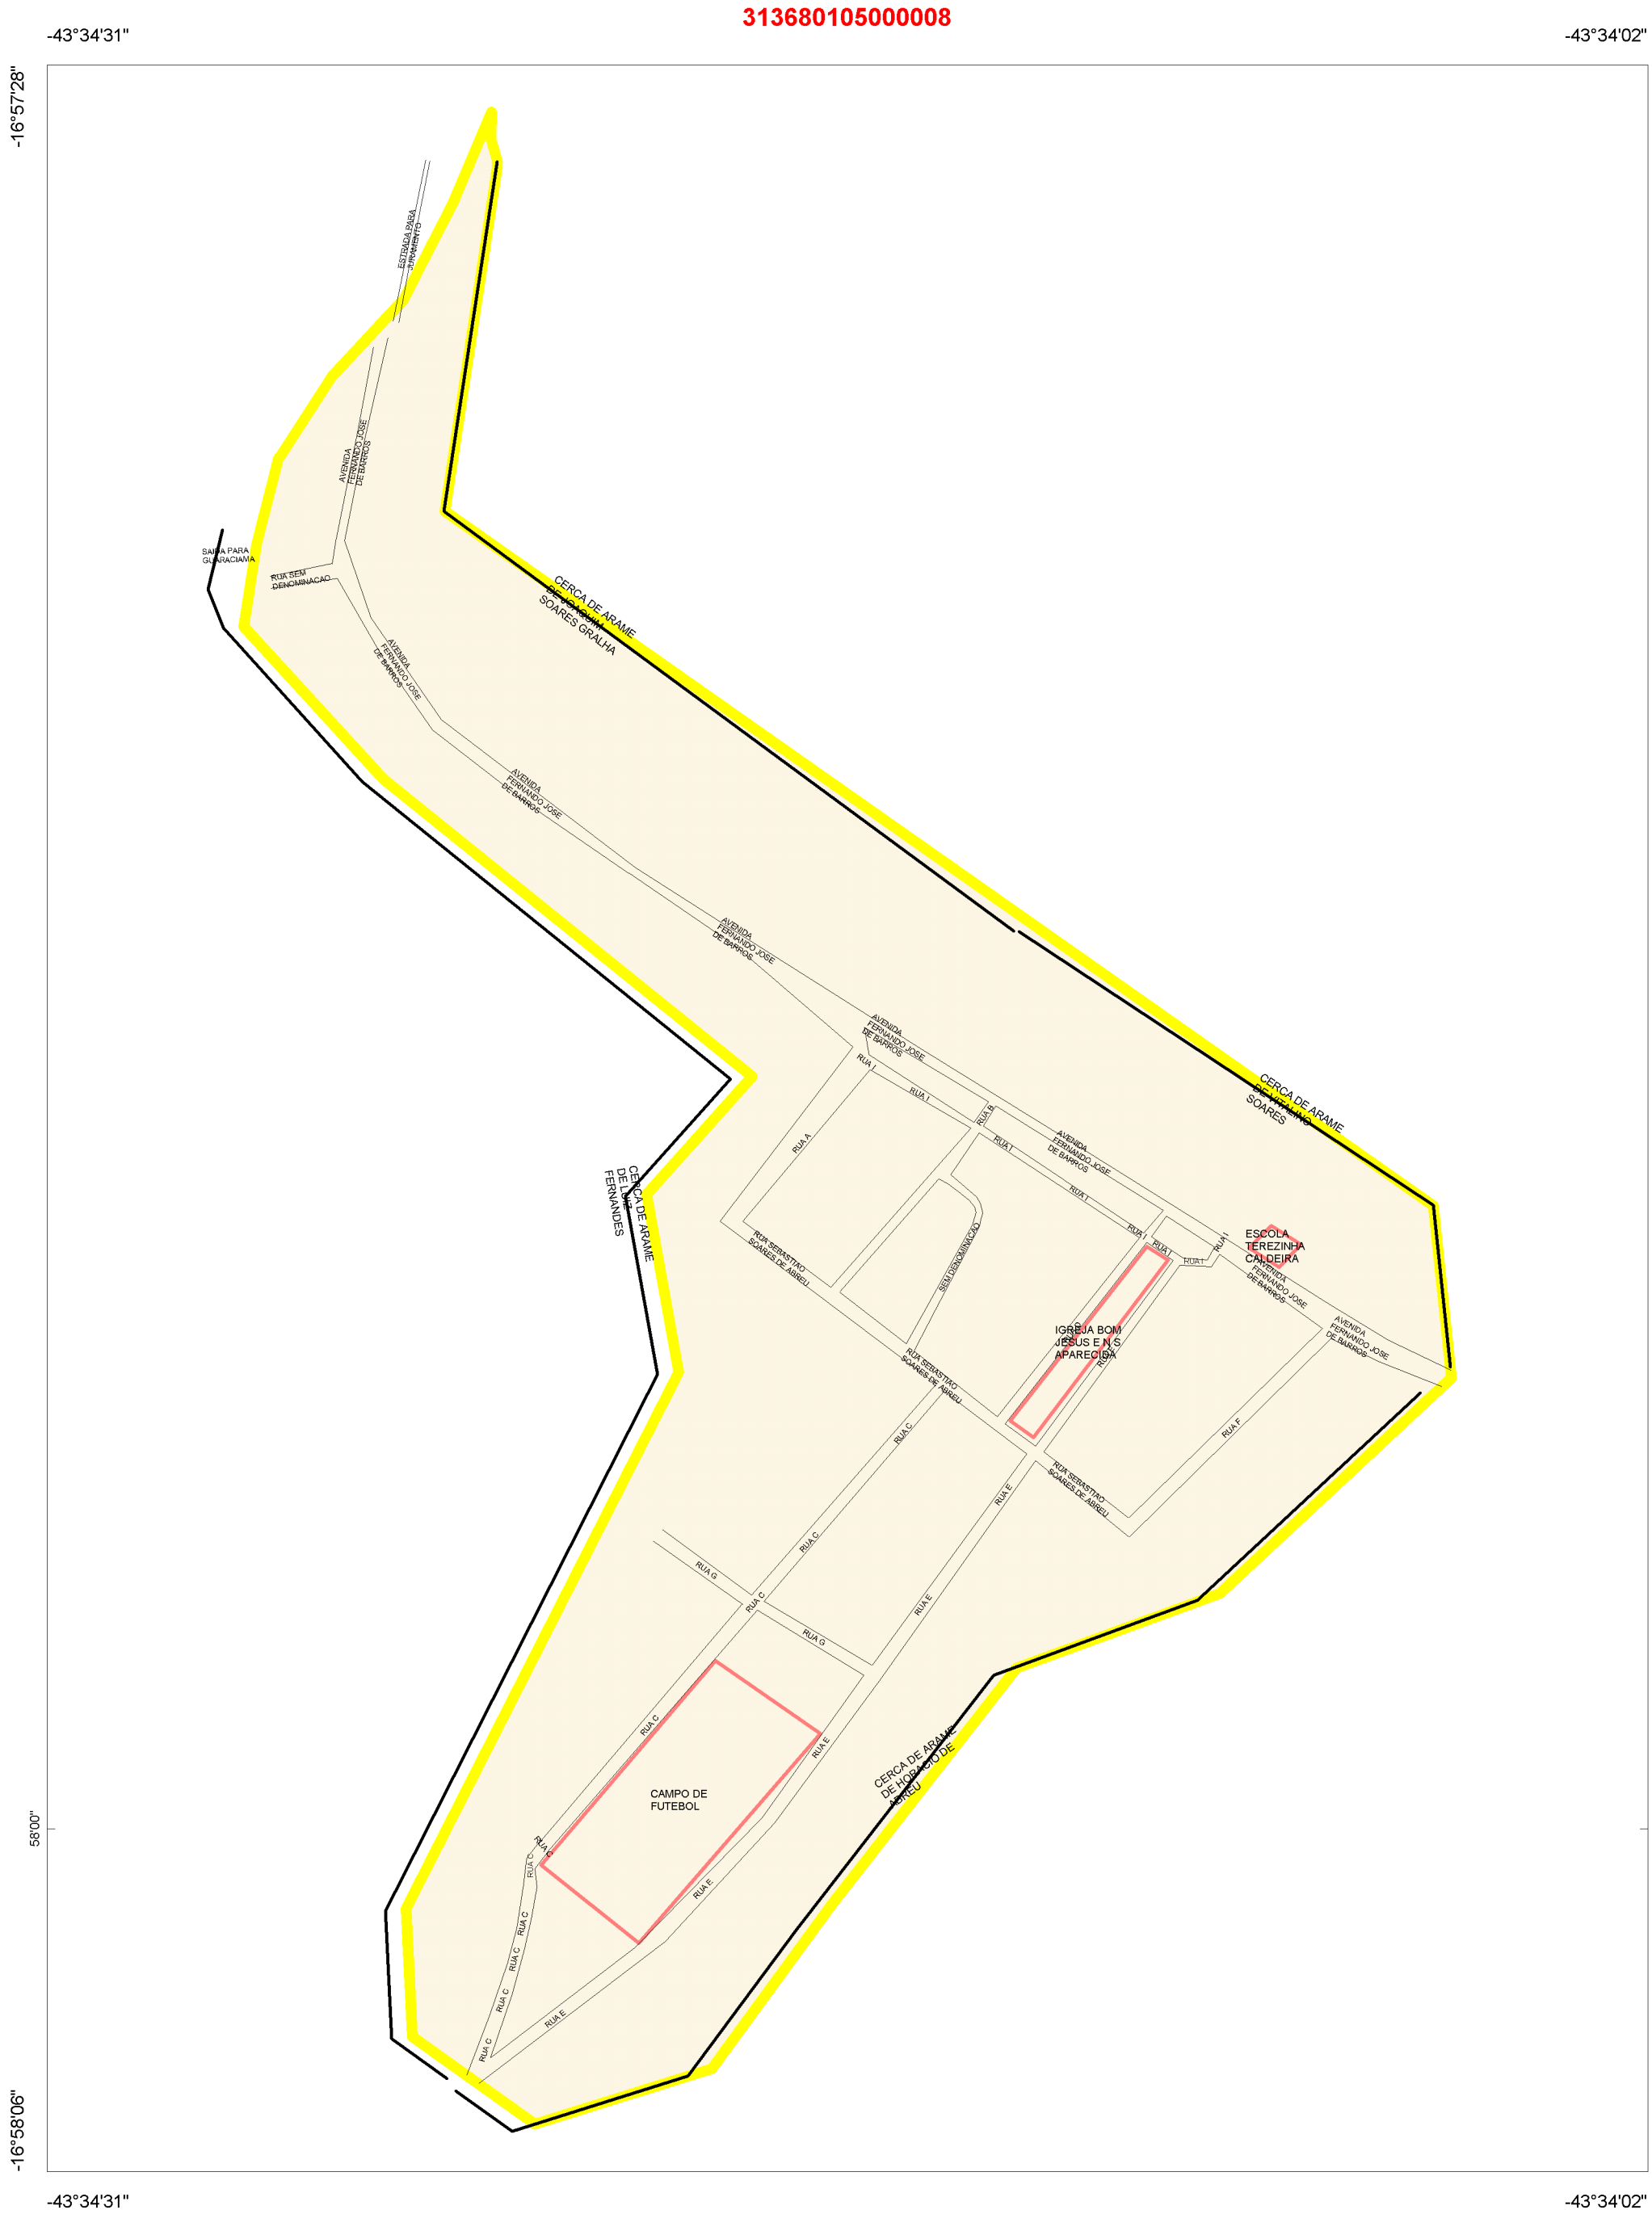 313680105000008
-43°34'31"
-43°34'02"
-16°57'28"
ESTRADA PARA
JURAMENTO
AVENIDA
FERNANDO JOSE
DE BARROS
SAIDA PARA
GUARACIAMA
RUA SEM
DENOMINACAO
CERCA DE ARAME
DE JOAQUIM
SOARES GRALHA
AVENIDA
FERNANDO JOSE
DE BARROS
AVENIDA
FERNANDO JOSE
DE BARROS
AVENIDA
FERNANDO JOSE
DE BARROS
AVENIDA
FERNANDO JOSE
DE BARROS
RUA I
RUA I
RUA B
CERCA DE ARAME
DE VITALINO
SOARES
RUA A
RUA I
AVENIDA
FERNANDO JOSE
DE BARROS
CERCA DE ARAME
DE LUIZ
FERNANDES
RUA I
RUA I
RUA I
RUA I
RUA I
ESCOLA
TEREZINHA
CALDEIRA
RUA SEBASTIAO
SOARES DE ABREU
SEM DENOMINACAO
AVENIDA
FERNANDO JOSE
DE BARROS
AVENIDA
FERNANDO JOSE
DE BARROS
RUA D
IGREJA BOM
JESUS E N S
APARECIDA
RUA E
RUA SEBASTIAO
SOARES DE ABREU
RUA C
RUA F
RUA SEBASTIAO
SOARES DE ABREU
RUA E
RUA C
RUA G
RUA C
RUA E
RUA G
RUA C
RUA E
CERCA DE ARAME
DE HORACIO DE
ABREU
CAMPO DE
FUTEBOL
58'00"
RUA C
RUA C
RUA E
RUA C
RUA C
RUA C
RUA E
RUA C
-16°58'06"
-43°34'31"
-43°34'02"